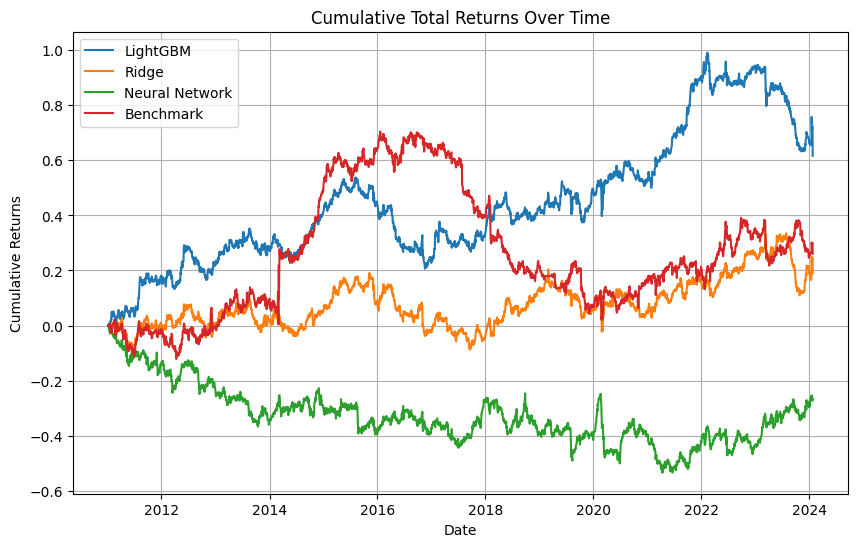 Cumulative Total Returns Over Time
LightGBM
Ridge
Neural Network
Benchmark
1.0
0.8
0.6
0.4
0.2
0.0
−0.2
−0.4
−0.6
Cumulative Returns
2012 2014 2016 2018 2020 2022 2024
Date